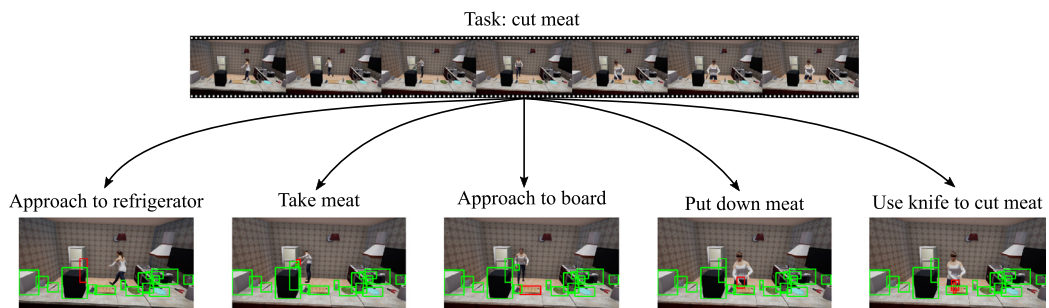 Task: cut meat
Approach to refrigerator
Take meat
Approach to board
Put down meat
Use knife to cut meat